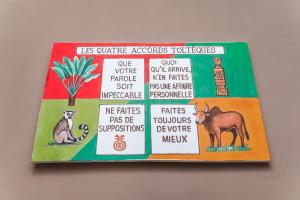 LES QUATRE ACCORDS TOLTÈQUES
QUE
VOTRE
PAROLE
SOIT
IMPECCABLE
QUOI
QU'IL ARRIVE,
N'EN FAITES
PAS UNE AFFAIRE
PERSONNELLE
NE FAITES
PAS DE
SUPPOSITIONS
FAITES
TOUJOURS
DE VOTRE
MIEUX